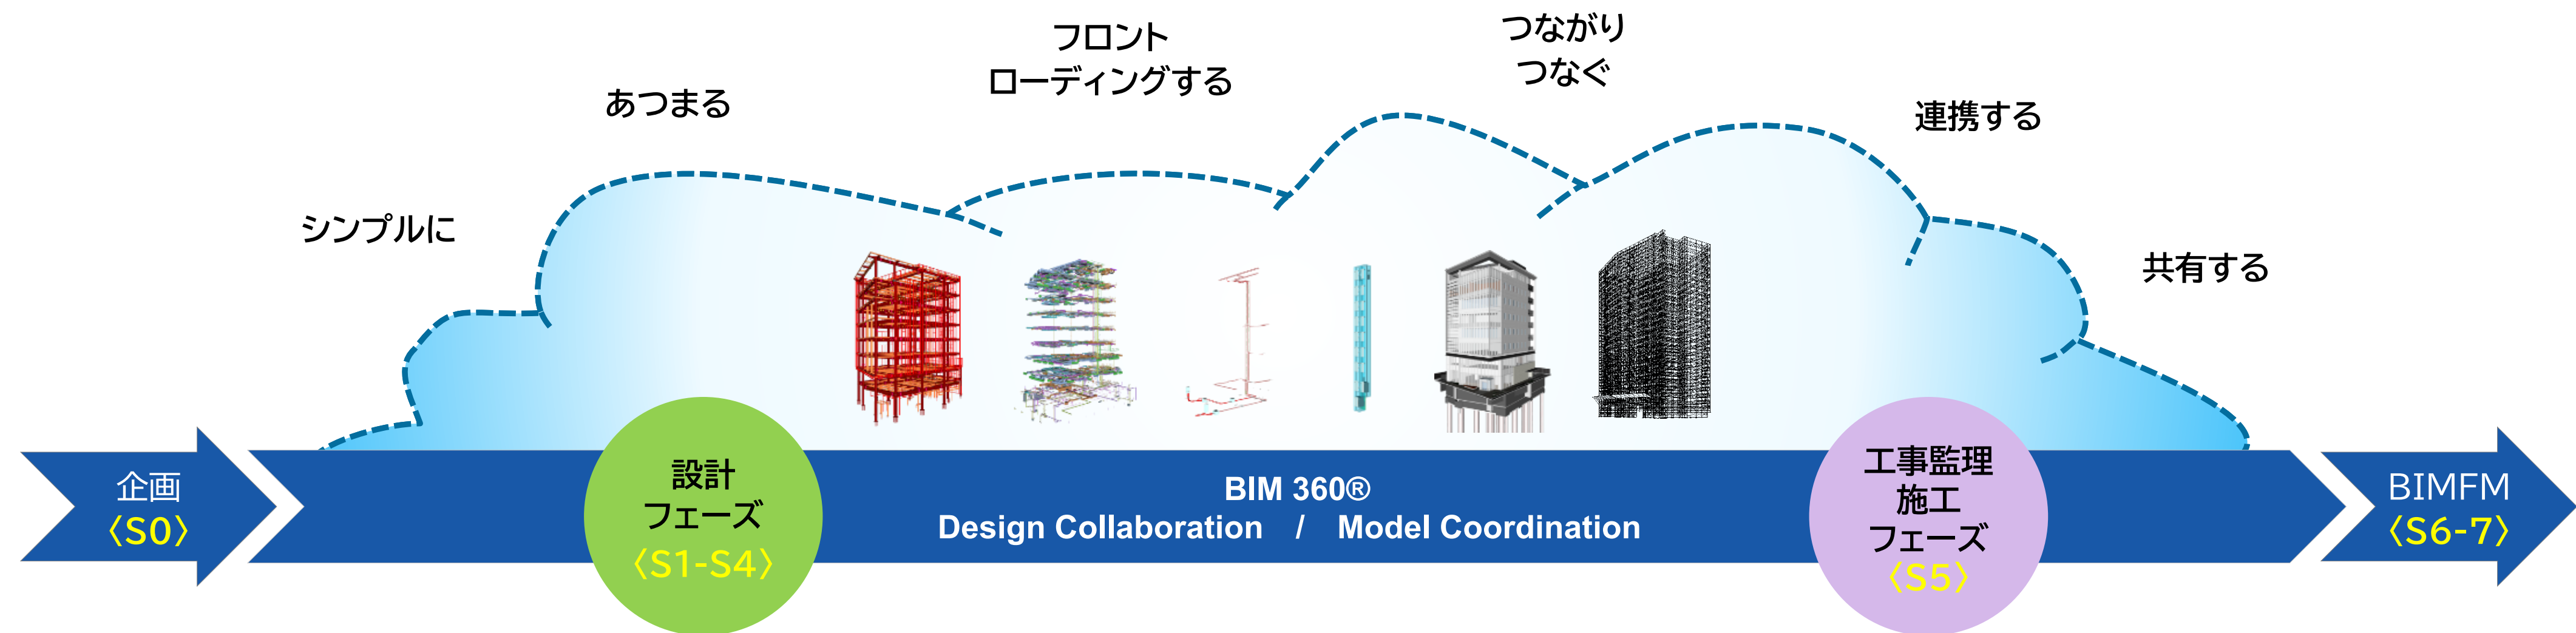 シンプルに
あつまる
フロント
ローディングする
つながり
つなぐ
連携する
共有する
企画
〈S0〉
設計
フェーズ
〈S1-S4〉
BIM 360®
Design Collaboration / Model Coordination
工事監理
施工
フェーズ
〈S5〉
BIMFM
〈S6-7〉